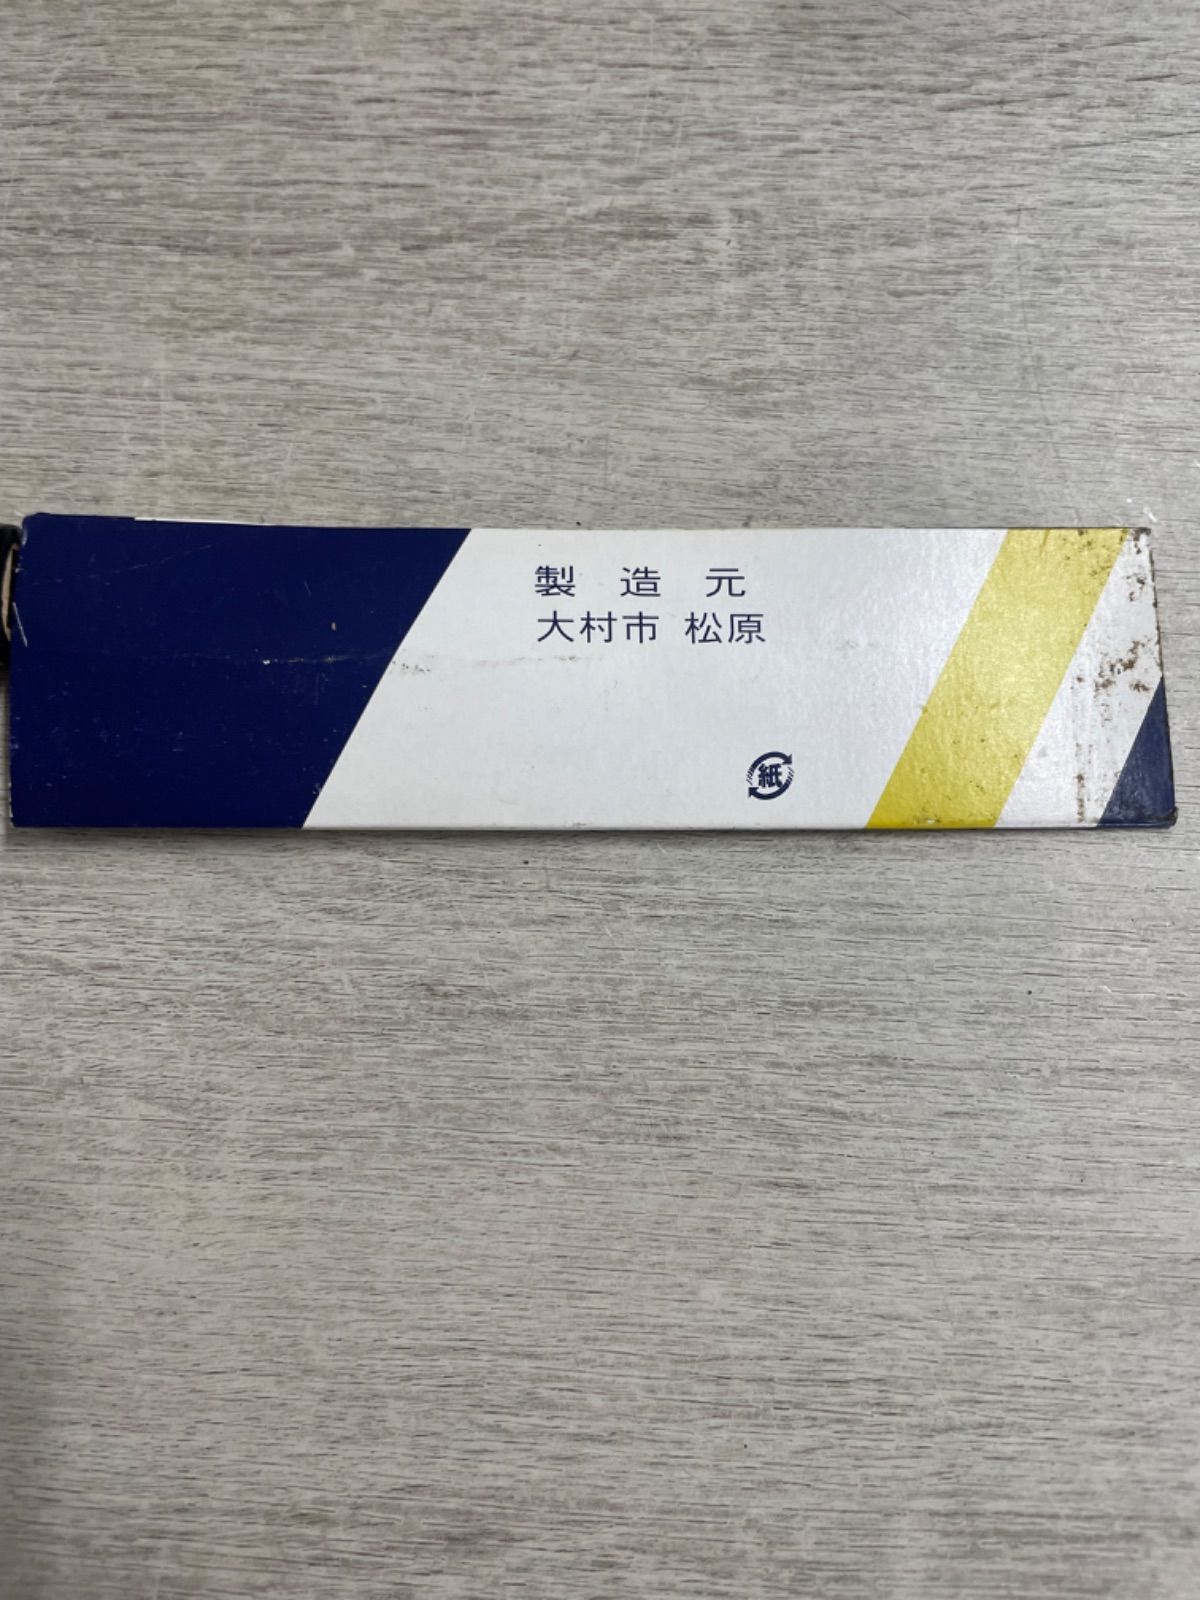 製造元
大村市 松原
紙